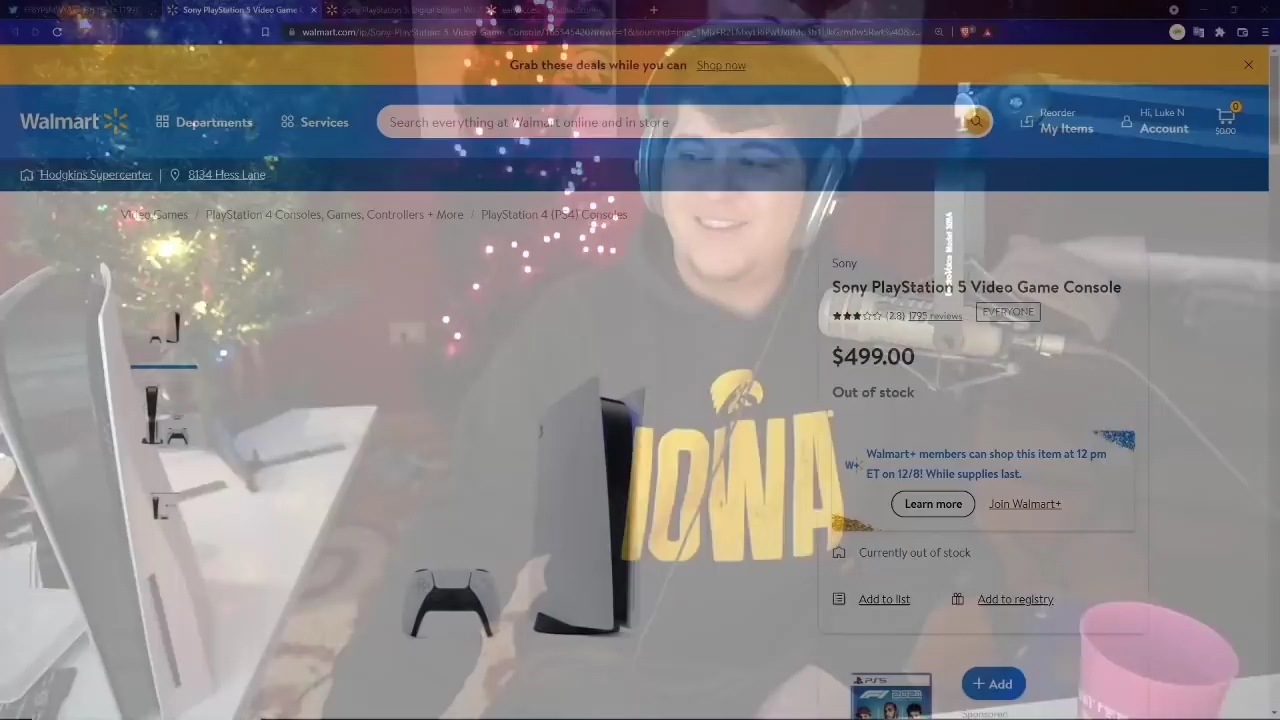 Sony PlayStation 5 Video Game C
Grab these deals while you can Shop now
Walmart
Departments
Services
Search everything at Walmart online and in store
Reorder
My Items
Hi, Luke N
Account
0
$0.00
Hodgkins Supercenter | 8134 Hess Lane
Video Games / PlayStation 4 Consoles, Games, Controllers + More / PlayStation 4 (PS4) Consoles
Sony
Sony PlayStation 5 Video Game Console
(2.8) 1795 reviews EVERYONE
$499.00
Out of stock
Walmart+ members can shop this item at 12 pm
ET on 12/8! While supplies last.
Learn more Join Walmart+
Currently out of stock
Add to list Add to registry
IOWA
PS5
+ Add
Sponsored